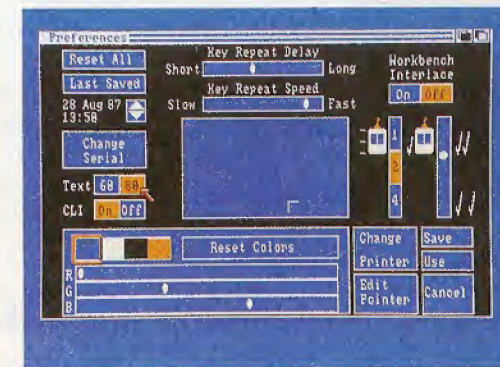 Preferences
Reset All
Last Saved
28 Aug 87
13:58
Change
Serial
Text 60 80
CLI On Off
Key Repeat Delay
Short Long
Key Repeat Speed
Slow Fast
Workbench
Interlace
On Off
1
2
4
Reset Colors
R
G
B
Change
Printer
Edit
Pointer
Save
Use
Cancel